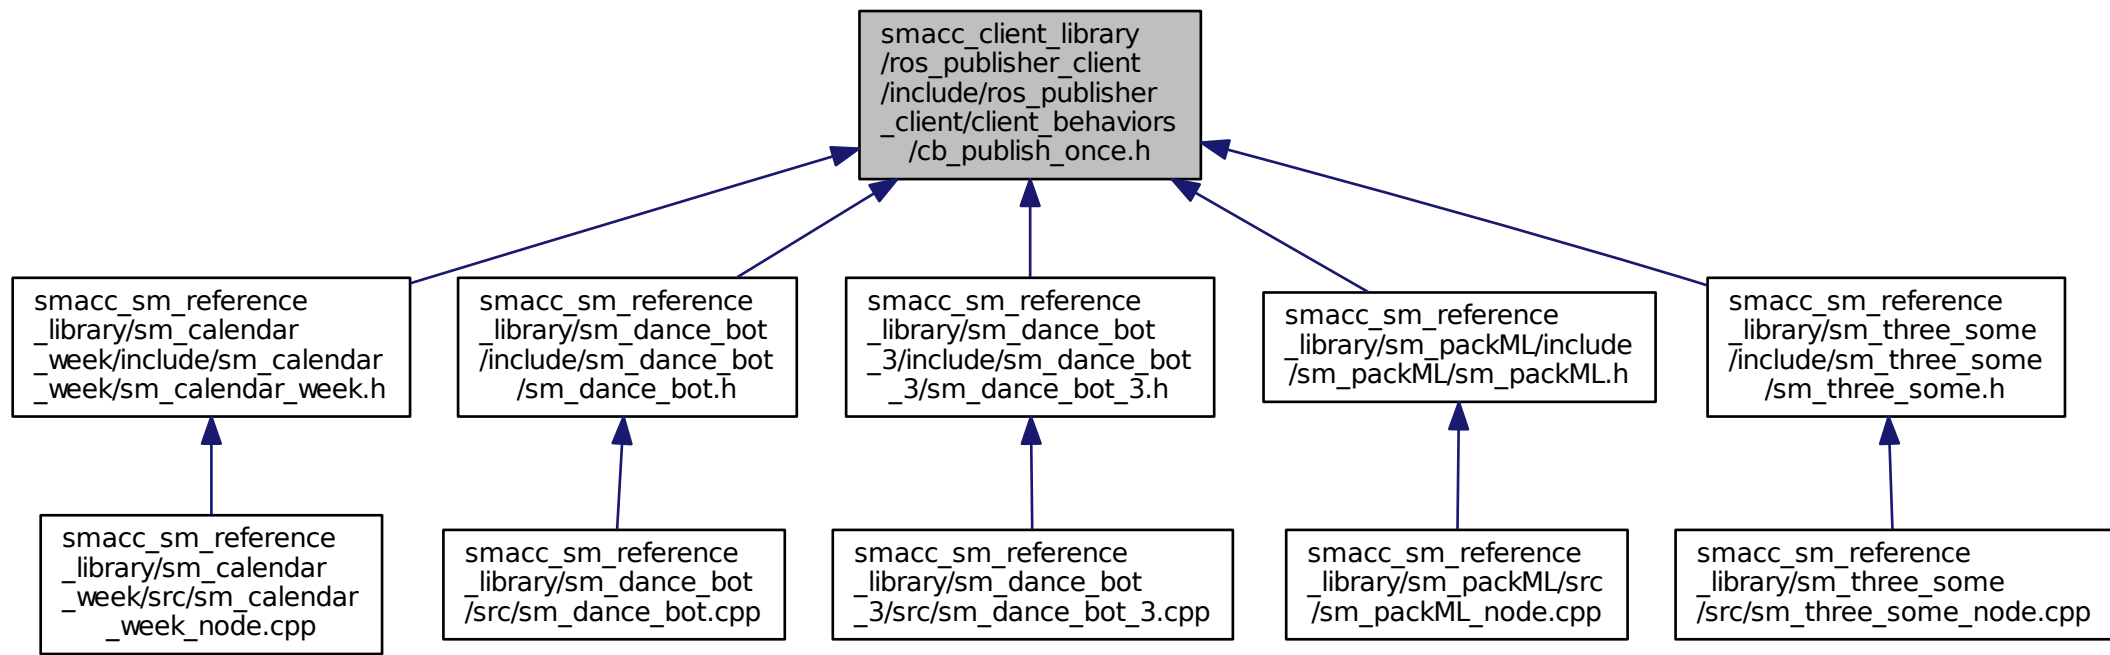 smacc_client_library
/ros_publisher_client
/include/ros_publisher
_client/client_behaviors
/cb_publish_once.h
smacc_sm_reference
_library/sm_calendar
_week/include/sm_calendar
_week/sm_calendar_week.h
smacc_sm_reference
_library/sm_dance_bot
/include/sm_dance_bot
/sm_dance_bot.h
smacc_sm_reference
_library/sm_dance_bot
_3/include/sm_dance_bot
_3/sm_dance_bot_3.h
smacc_sm_reference
_library/sm_packML/include
/sm_packML/sm_packML.h
smacc_sm_reference
_library/sm_three_some
/include/sm_three_some
/sm_three_some.h
smacc_sm_reference
_library/sm_calendar
_week/src/sm_calendar
_week_node.cpp
smacc_sm_reference
_library/sm_dance_bot
/src/sm_dance_bot.cpp
smacc_sm_reference
_library/sm_dance_bot
_3/src/sm_dance_bot_3.cpp
smacc_sm_reference
_library/sm_packML/src
/sm_packML_node.cpp
smacc_sm_reference
_library/sm_three_some
/src/sm_three_some_node.cpp